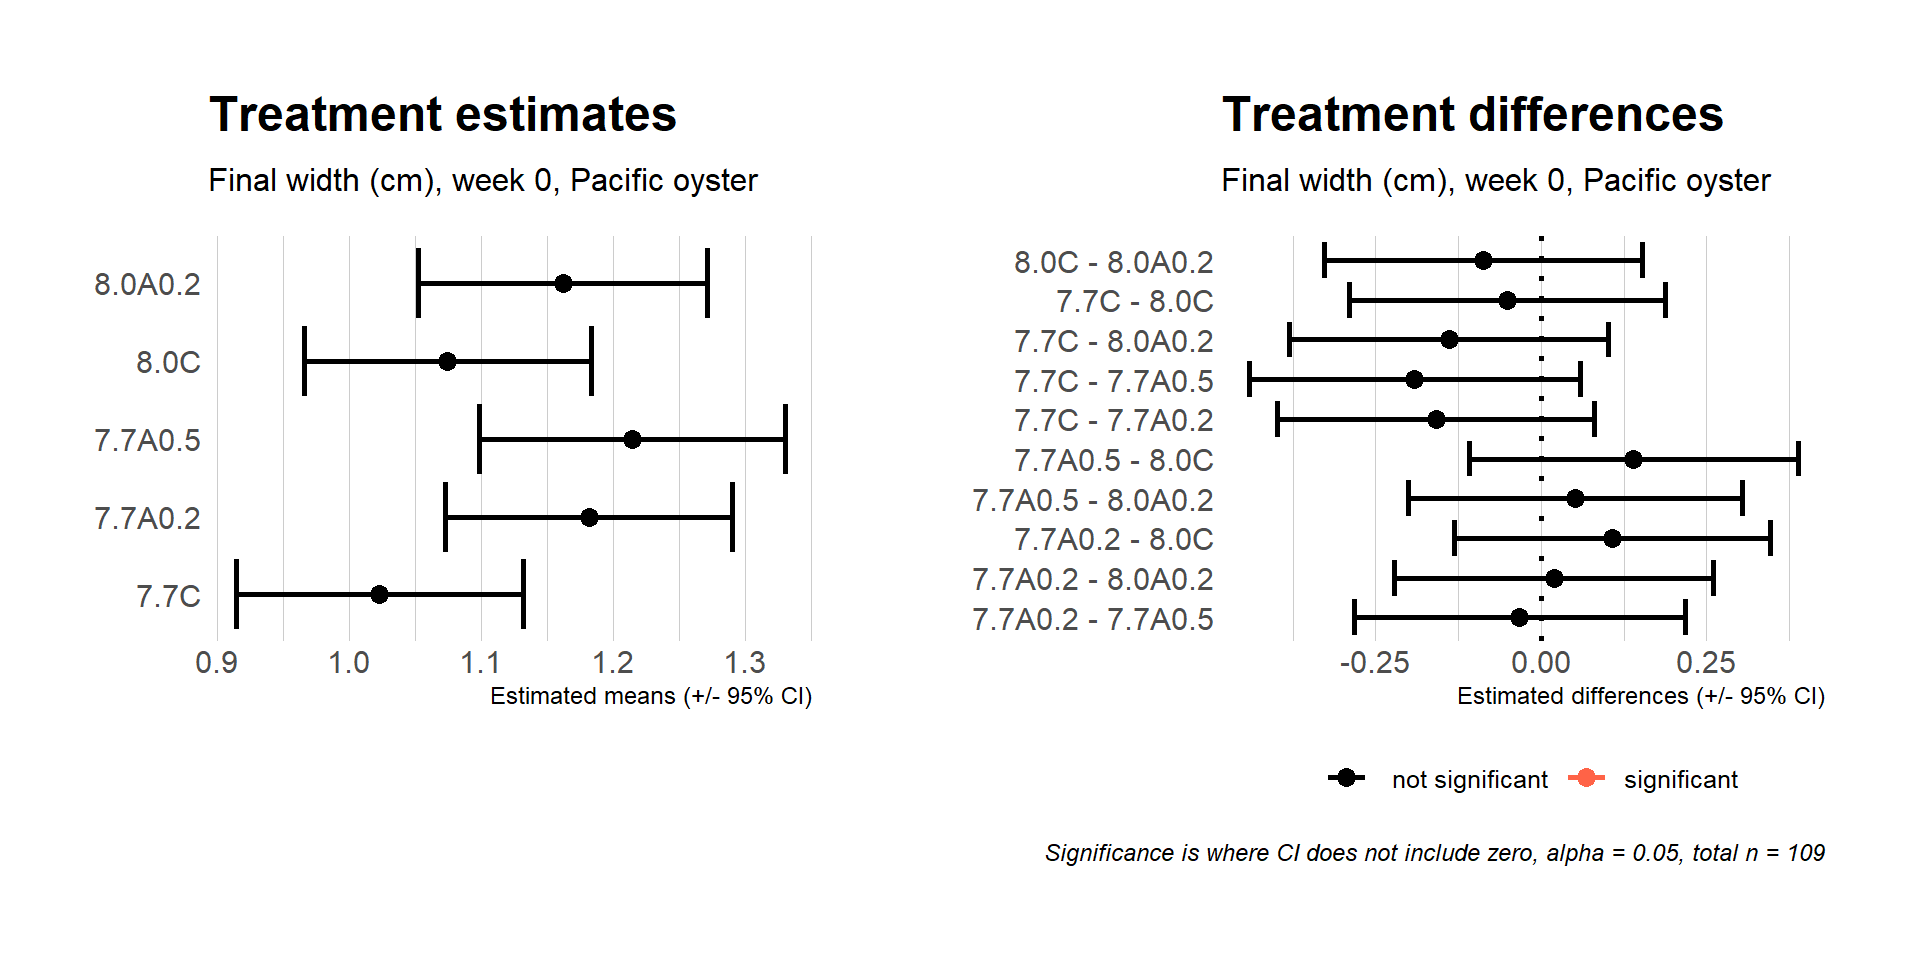 Treatment estimates
Final width (cm), week 0, Pacific oyster
8.0A0.2
8.0C
7.7A0.5
7.7A0.2
7.7C
0.9 1.0 1.1 1.2 1.3
Estimated means (+/- 95% CI)
Treatment differences
Final width (cm), week 0, Pacific oyster
8.0C - 8.0A0.2
7.7C - 8.0C
7.7C - 8.0A0.2
7.7C - 7.7A0.5
7.7C - 7.7A0.2
7.7A0.5 - 8.0C
7.7A0.5 - 8.0A0.2
7.7A0.2 - 8.0C
7.7A0.2 - 8.0A0.2
7.7A0.2 - 7.7A0.5
-0.25 0.00 0.25
Estimated differences (+/- 95% CI)
not significant significant
Significance is where CI does not include zero, alpha = 0.05, total n = 109